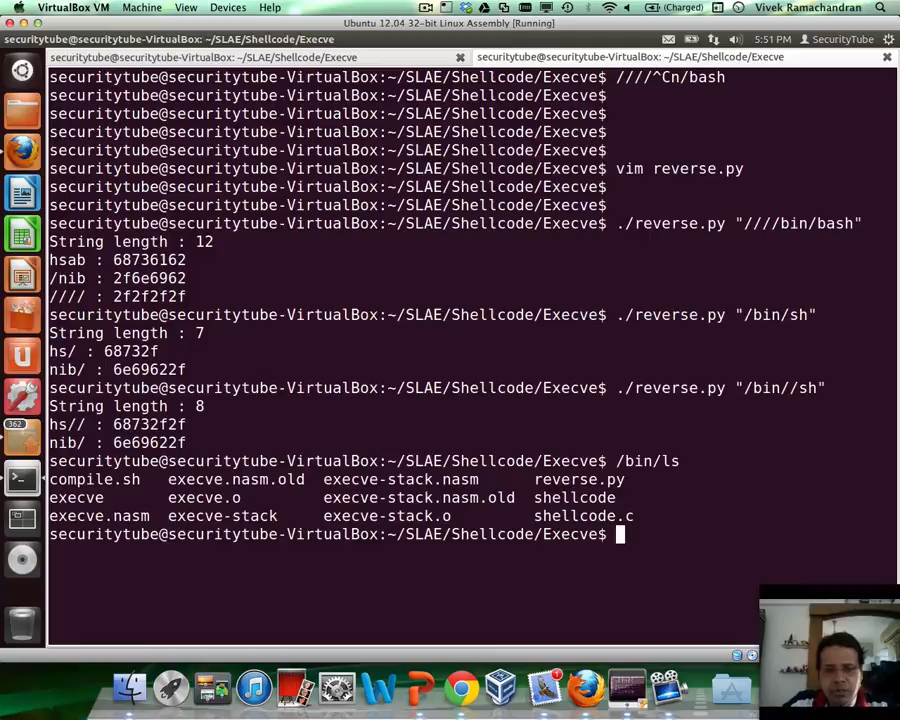 VirtualBox VM Machine View Devices Help (Charged) Vivek Ramachandran
Ubuntu 12.04 32-bit Linux Assembly [Running]
securitytube@securitytube-VirtualBox: ~/SLAE/Shellcode/Execve 5:51 PM SecurityTube
securitytube@securitytube-VirtualBox: ~/SLAE/Shellcode/Execve securitytube@securitytube-VirtualBox: ~/SLAE/Shellcode/Execve
securitytube@securitytube-VirtualBox:~/SLAE/Shellcode/Execve$ ////^Cn/bash
securitytube@securitytube-VirtualBox:~/SLAE/Shellcode/Execve$
securitytube@securitytube-VirtualBox:~/SLAE/Shellcode/Execve$
securitytube@securitytube-VirtualBox:~/SLAE/Shellcode/Execve$
securitytube@securitytube-VirtualBox:~/SLAE/Shellcode/Execve$
securitytube@securitytube-VirtualBox:~/SLAE/Shellcode/Execve$ vim reverse.py
securitytube@securitytube-VirtualBox:~/SLAE/Shellcode/Execve$
securitytube@securitytube-VirtualBox:~/SLAE/Shellcode/Execve$
securitytube@securitytube-VirtualBox:~/SLAE/Shellcode/Execve$ ./reverse.py "////bin/bash"
String length : 12
hsab : 68736162
/nib : 2f6e6962
//// : 2f2f2f2f
securitytube@securitytube-VirtualBox:~/SLAE/Shellcode/Execve$ ./reverse.py "/bin/sh"
String length : 7
hs/ : 68732f
nib/ : 6e69622f
securitytube@securitytube-VirtualBox:~/SLAE/Shellcode/Execve$ ./reverse.py "/bin//sh"
String length : 8
hs// : 68732f2f
nib/ : 6e69622f
securitytube@securitytube-VirtualBox:~/SLAE/Shellcode/Execve$ /bin/ls
compile.sh execve.nasm.old execve-stack.nasm reverse.py
execve execve.o execve-stack.nasm.old shellcode
execve.nasm execve-stack execve-stack.o shellcode.c
securitytube@securitytube-VirtualBox:~/SLAE/Shellcode/Execve$
362